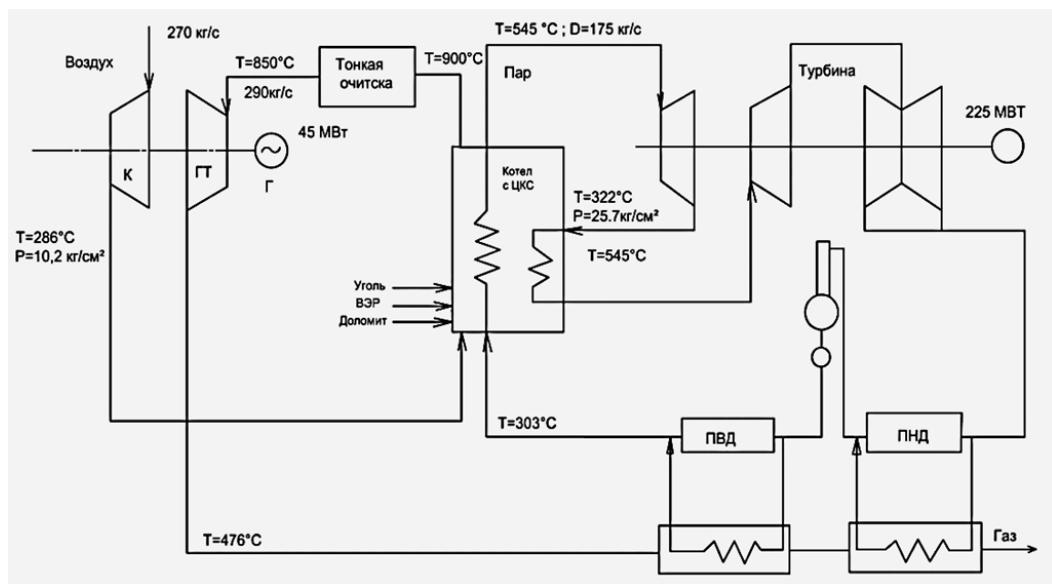 270 кг/с
Воздух
T=850°C
290кг/с
Тонкая
очитска
T=900°C
T=545 °C ; D=175 кг/с
Пар
Турбина
45 МВт
225 МВТ
К
ГТ
Г
Котел
с ЦКС
T=322°C
P=25.7кг/см²
T=545°C
T=286°C
P=10,2 кг/см²
Уголь
ВЭР
Доломит
T=303°C
ПВД
ПНД
T=476°C
Газ